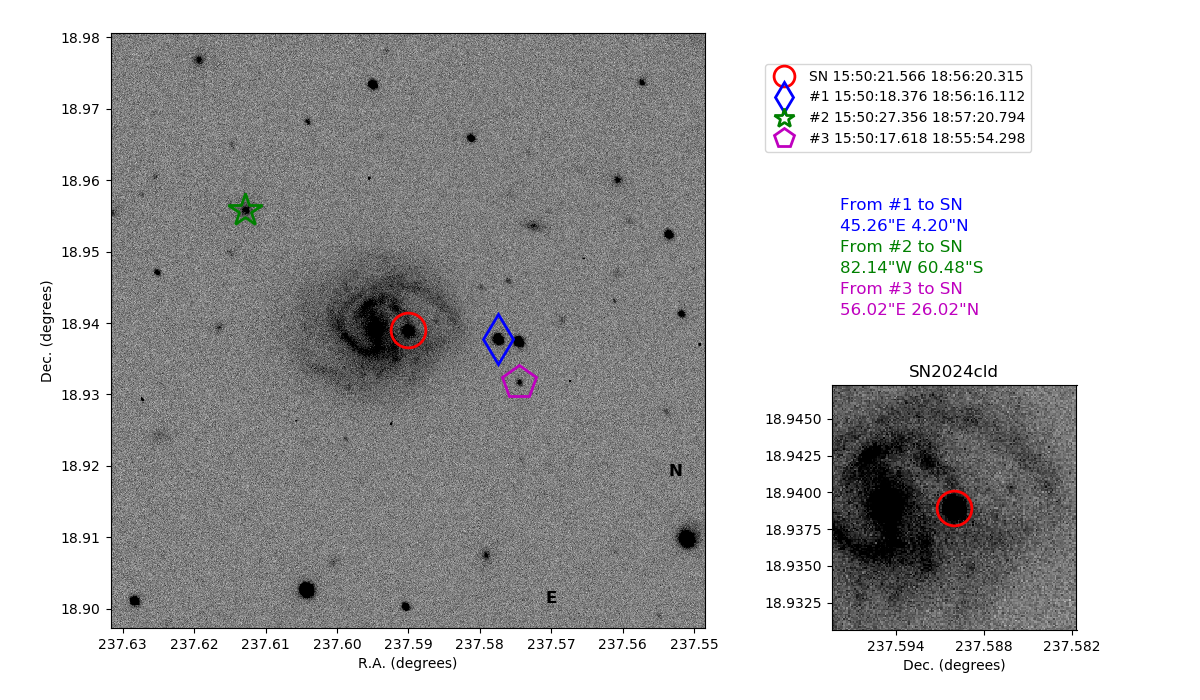 18.98
18.97
18.96
18.95
18.94
18.93
18.92
18.91
18.90
Dec. (degrees)
237.63 237.62 237.61 237.60 237.59 237.58 237.57 237.56 237.55
R.A. (degrees)
N
E
SN 15:50:21.566 18:56:20.315
#1 15:50:18.376 18:56:16.112
#2 15:50:27.356 18:57:20.794
#3 15:50:17.618 18:55:54.298
From #1 to SN
45.26"E 4.20"N
From #2 to SN
82.14"W 60.48"S
From #3 to SN
56.02"E 26.02"N
SN2024cld
18.9450
18.9425
18.9400
18.9375
18.9350
18.9325
237.594 237.588 237.582
Dec. (degrees)